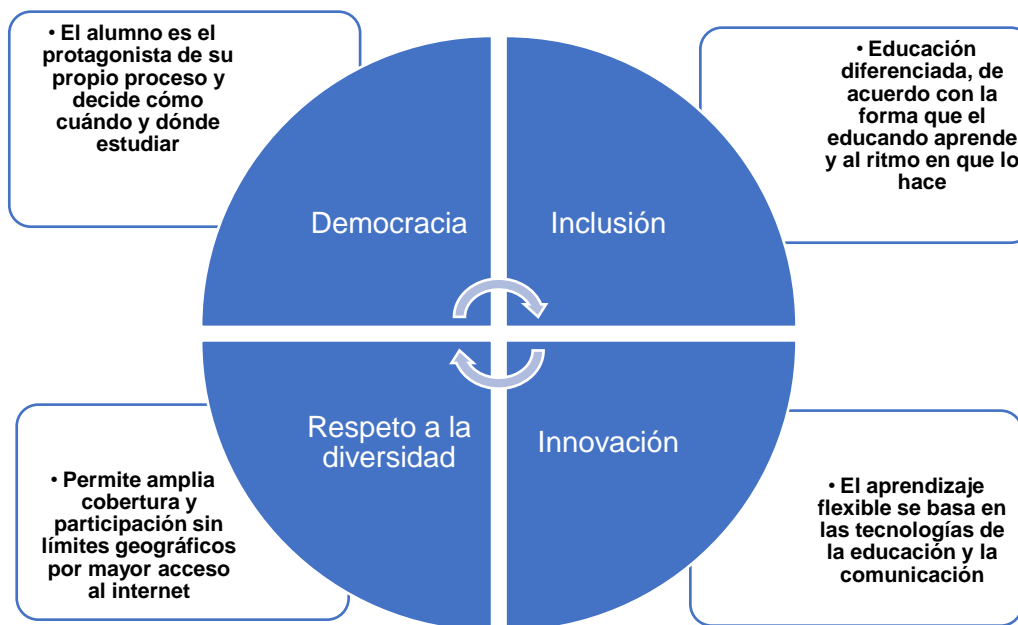 • El alumno es el
protagonista de su
propio proceso y
decide cómo
cuándo y dónde
estudiar
• Educación
diferenciada, de
acuerdo con la
forma que el
educando aprende
y al ritmo en que lo
hace
Democracia
Inclusión
Respeto a la
diversidad
Innovación
• Permite amplia
cobertura y
participación sin
límites geográficos
por mayor acceso
al internet
• El aprendizaje
flexible se basa en
las tecnologías de
la educación y la
comunicación